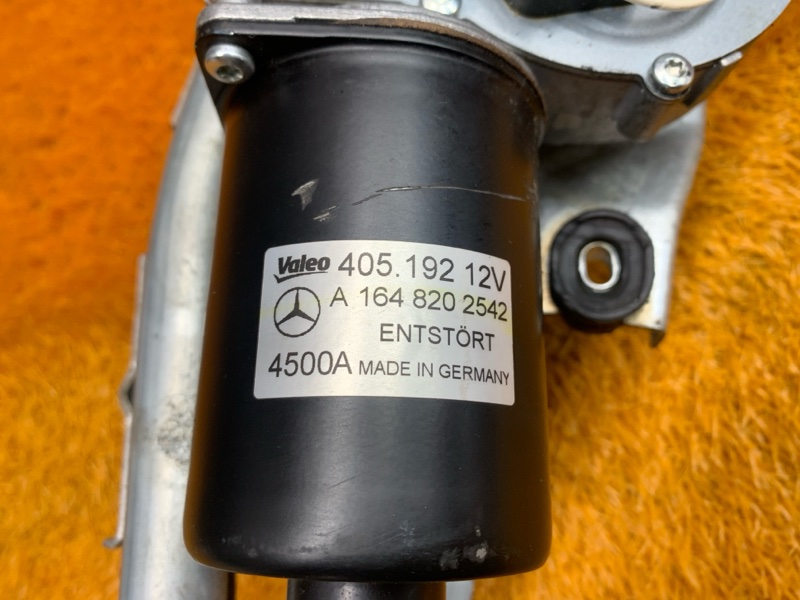 Valeo 405.192 12V
A 164 820 2542
ENTSTÖRT
4500A MADE IN GERMANY